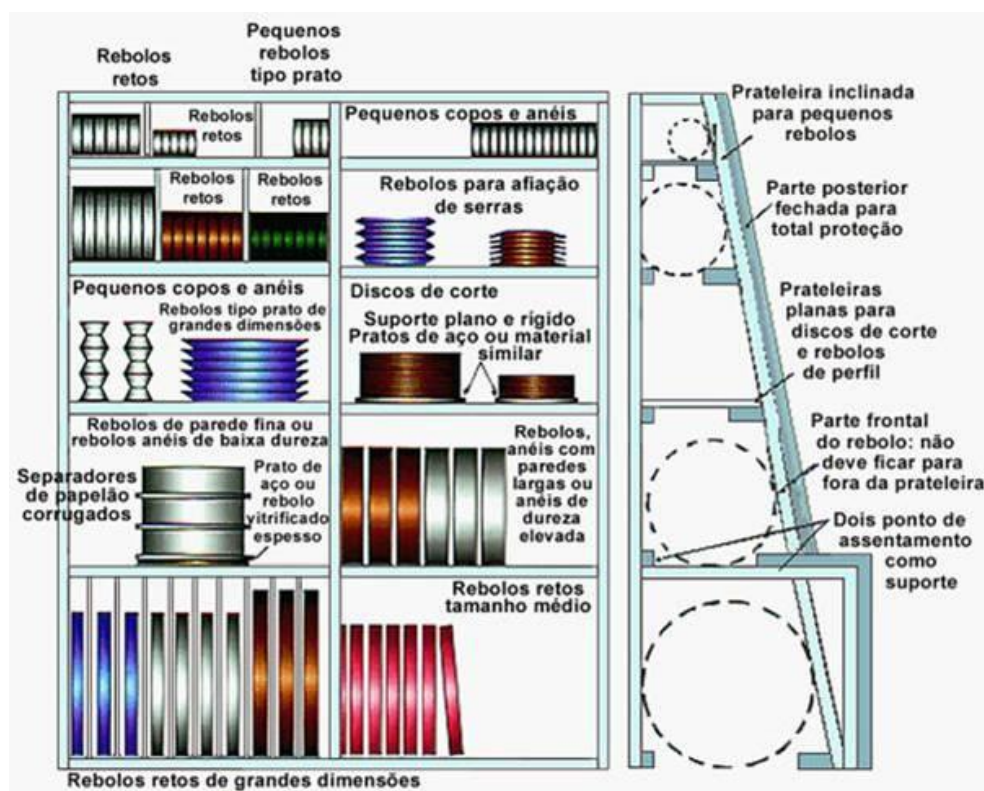 Rebolos
retos
Pequenos
rebolos
tipo prato
Rebolos
retos
Pequenos copos e anéis
Rebolos
retos
Rebolos
retos
Rebolos para afiação
de serras
Pequenos copos e anéis
Rebolos tipo prato de
grandes dimensões
Discos de corte
Suporte plano e rigido
Pratos de aço ou material
similar
Rebolos de parede fina ou
rebolos anéis de baixa dureza
Separadores
de papelão
corrugados
Prato de
aço ou
rebolo
vitrificado
espesso
Rebolos,
anéis com
paredes
largas ou
anéis de
dureza
elevada
Rebolos retos
tamanho médio
Rebolos retos de grandes dimensões
Prateleira inclinada
para pequenos
rebolos
Parte posterior
fechada para
total proteção
Prateleiras
planas para
discos de corte
e rebolos
de perfil
Parte frontal
do rebolo: não
deve ficar para
fora da prateleira
Dois ponto de
assentamento
como
suporte